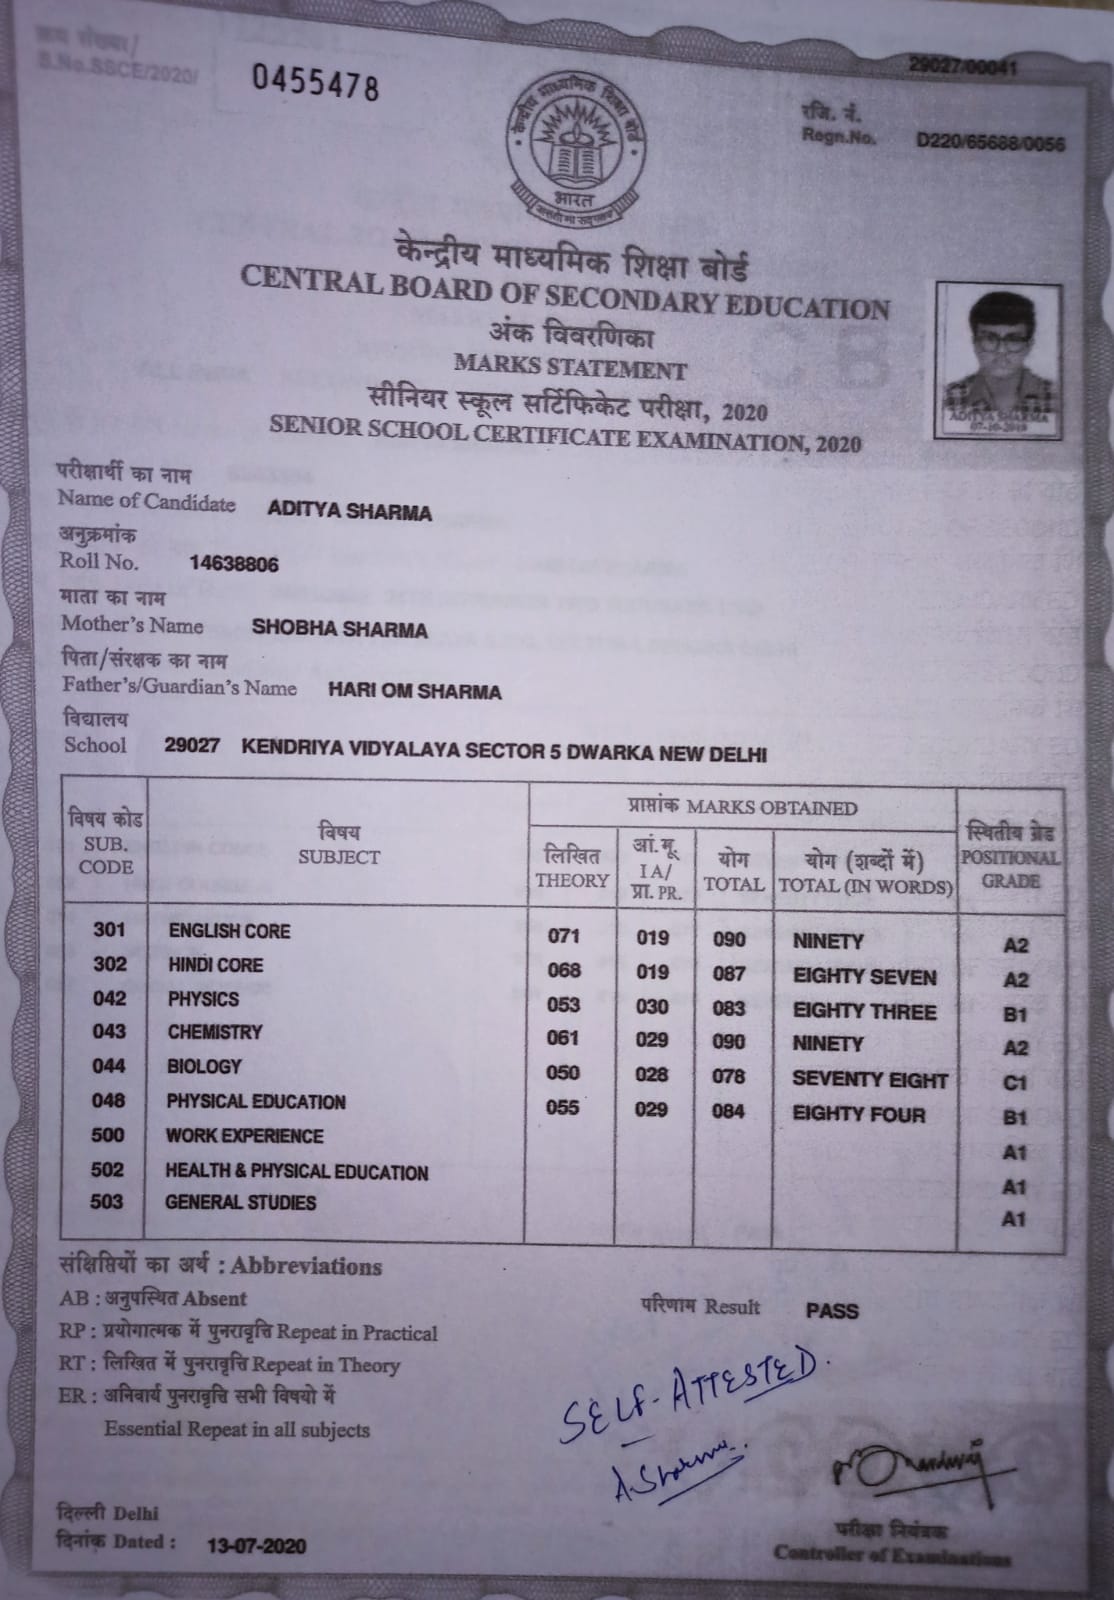 क्रम संख्या/
S.No.SSCE/2020/
0455478
29027/00041
रजि. नं.
Regn.No. D220/65688/0056
केन्द्रीय माध्यमिक शिक्षा बोर्ड
भारत
केन्द्रीय माध्यमिक शिक्षा बोर्ड
CENTRAL BOARD OF SECONDARY EDUCATION
अंक विवरणिका
MARKS STATEMENT
सीनियर स्कूल सर्टिफिकेट परीक्षा, 2020
SENIOR SCHOOL CERTIFICATE EXAMINATION, 2020
ADITYA SHARMA
07-10-2019
परीक्षार्थी का नाम
Name of Candidate ADITYA SHARMA
अनुक्रमांक
Roll No. 14638806
माता का नाम
Mother's Name SHOBHA SHARMA
पिता/संरक्षक का नाम
Father's/Guardian's Name HARI OM SHARMA
विद्यालय
School 29027 KENDRIYA VIDYALAYA SECTOR 5 DWARKA NEW DELHI
विषय कोड
SUB.
CODE
विषय
SUBJECT
प्राप्तांक MARKS OBTAINED
लिखित
THEORY
आं.मू.
I A/
प्रा. PR.
योग
TOTAL
योग (शब्दों में)
TOTAL (IN WORDS)
स्थितीय ग्रेड
POSITIONAL
GRADE
301 ENGLISH CORE 071 019 090 NINETY A2
302 HINDI CORE 068 019 087 EIGHTY SEVEN A2
042 PHYSICS 053 030 083 EIGHTY THREE B1
043 CHEMISTRY 061 029 090 NINETY A2
044 BIOLOGY 050 028 078 SEVENTY EIGHT C1
048 PHYSICAL EDUCATION 055 029 084 EIGHTY FOUR B1
500 WORK EXPERIENCE A1
502 HEALTH & PHYSICAL EDUCATION A1
503 GENERAL STUDIES A1
संक्षिप्तियों का अर्थ : Abbreviations
AB : अनुपस्थित Absent
RP : प्रयोगात्मक में पुनरावृत्ति Repeat in Practical
RT : लिखित में पुनरावृत्ति Repeat in Theory
ER : अनिवार्य पुनरावृत्ति सभी विषयो में
Essential Repeat in all subjects
परिणाम Result PASS
SELF-ATTESTED.
A.Sharma
दिल्ली Delhi
दिनांक Dated : 13-07-2020
परीक्षा नियंत्रक
Controller of Examinations